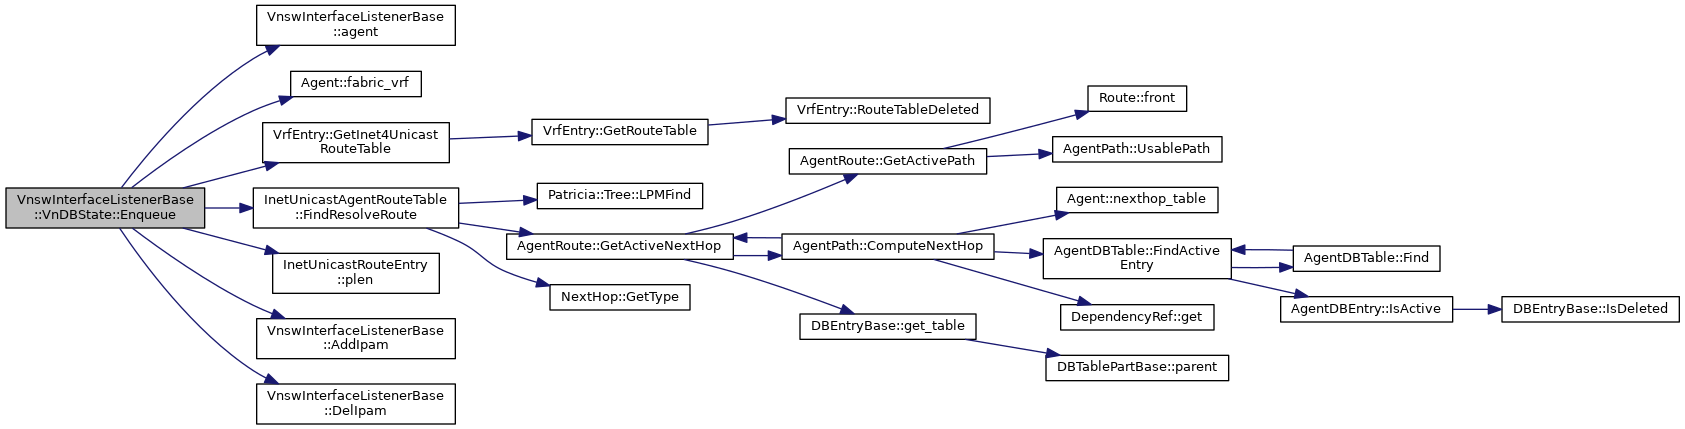 VnswInterfaceListenerBase
::VnDBState::Enqueue
VnswInterfaceListenerBase
::agent
Agent::fabric_vrf
VrfEntry::GetInet4Unicast
RouteTable
InetUnicastAgentRouteTable
::FindResolveRoute
InetUnicastRouteEntry
::plen
VnswInterfaceListenerBase
::AddIpam
VnswInterfaceListenerBase
::DelIpam
VrfEntry::GetRouteTable
Patricia::Tree::LPMFind
AgentRoute::GetActiveNextHop
NextHop::GetType
VrfEntry::RouteTableDeleted
AgentRoute::GetActivePath
AgentPath::ComputeNextHop
DBEntryBase::get_table
Route::front
AgentPath::UsablePath
Agent::nexthop_table
AgentDBTable::FindActive
Entry
DependencyRef::get
DBTablePartBase::parent
AgentDBTable::Find
AgentDBEntry::IsActive
DBEntryBase::IsDeleted